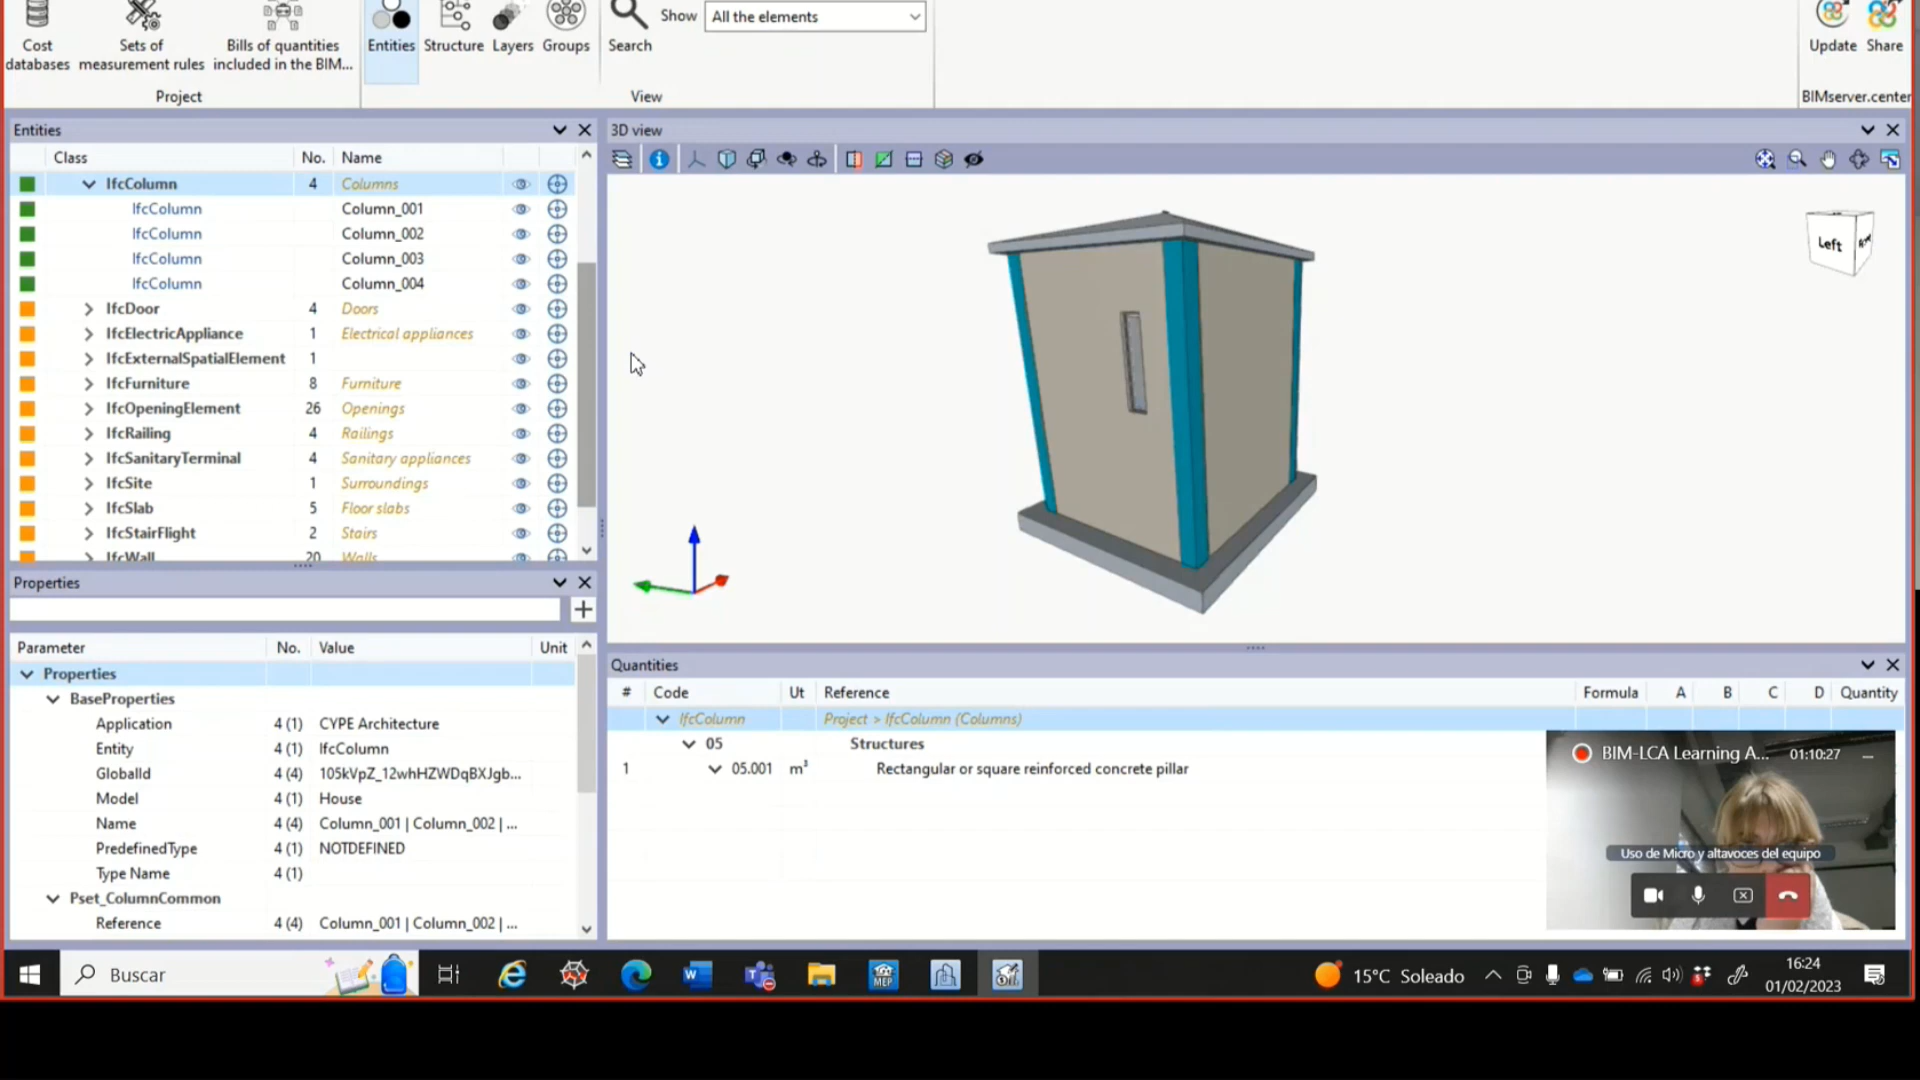 Cost
databases
Sets of
measurement rules
Bills of quantities
included in the BIM...
Project
Entities
Structure
Layers
Groups
Search
Show
All the elements
View
Update
Share
BIMserver.center
Entities
Class No. Name
IfcColumn 4 Columns
IfcColumn Column_001
IfcColumn Column_002
IfcColumn Column_003
IfcColumn Column_004
IfcDoor 4 Doors
IfcElectricAppliance 1 Electrical appliances
IfcExternalSpatialElement 1
IfcFurniture 8 Furniture
IfcOpeningElement 26 Openings
IfcRailing 4 Railings
IfcSanitaryTerminal 4 Sanitary appliances
IfcSite 1 Surroundings
IfcSlab 5 Floor slabs
IfcStairFlight 2 Stairs
IfcWall 20 Walls
3D view
Left
Properties
Parameter No. Value Unit
Properties
BaseProperties
Application 4 (1) CYPE Architecture
Entity 4 (1) IfcColumn
GlobalId 4 (4) 105kVpZ_12whHZWDqBXJgb...
Model 4 (1) House
Name 4 (4) Column_001 | Column_002 | ...
PredefinedType 4 (1) NOTDEFINED
Type Name 4 (1)
Pset_ColumnCommon
Reference 4 (4) Column_001 | Column_002 | ...
Quantities
# Code Ut Reference Formula A B C D Quantity
IfcColumn Project > IfcColumn (Columns)
05 Structures
1 05.001 m³ Rectangular or square reinforced concrete pillar
BIM-LCA Learning A... 01:10:27
Uso de Micro y altavoces del equipo
Buscar
MEP
15°C Soleado
16:24
01/02/2023